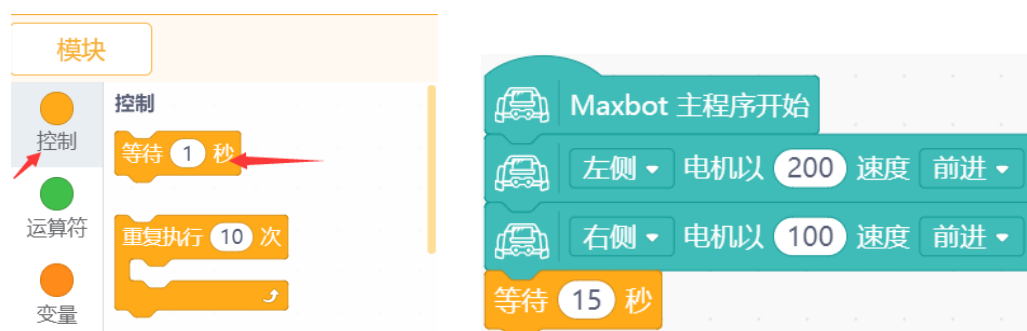 模块
控制
控制
等待 1 秒
运算符
重复执行 10 次
变量
Maxbot 主程序开始
左侧 电机以 200 速度 前进
右侧 电机以 100 速度 前进
等待 15 秒